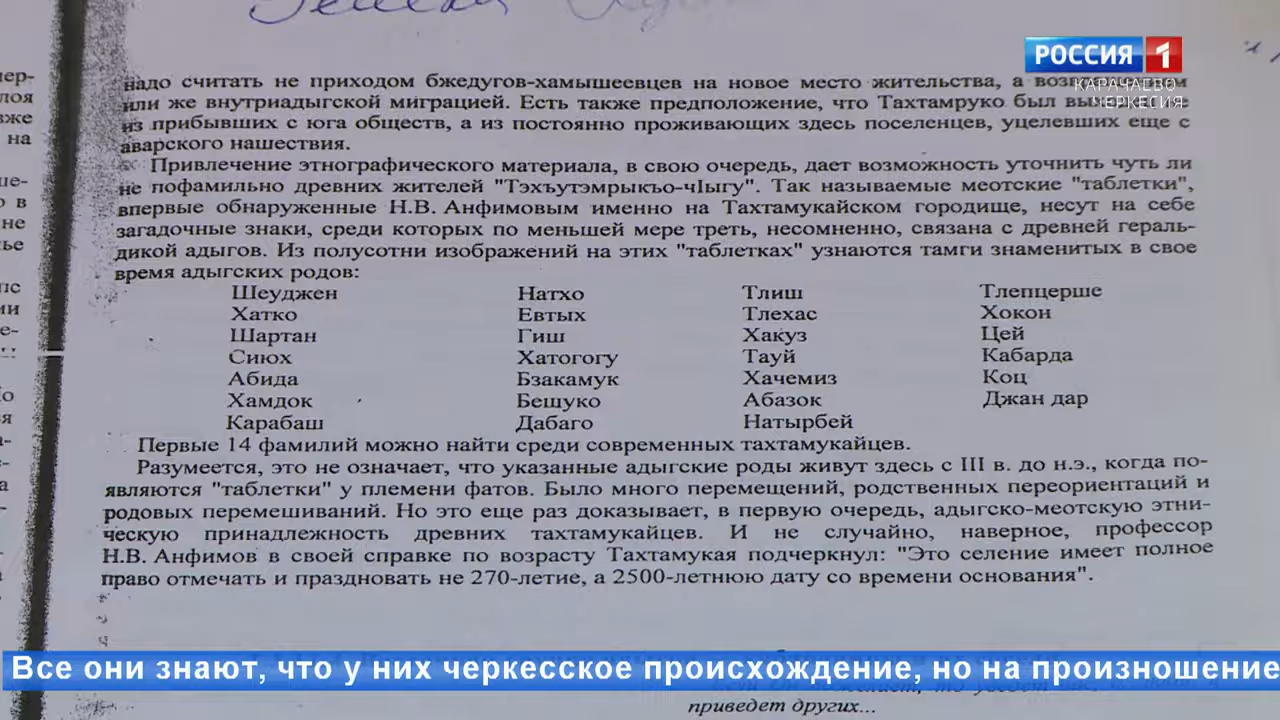 РОССИЯ 1
КАРАЧАЕВО
ЧЕРКЕСИЯ
надо считать не приходом бжедугов-хамышеевцев на новое место жительства, а
или же внутриадыгской миграцией. Есть также предположение, что Тахтамруко был
из прибывших с юга обществ, а из постоянно проживающих здесь поселенцев, уцелевших еще с
аварского нашествия.
Привлечение этнографического материала, в свою очередь, дает возможность уточнить чуть ли
не пофамильно древних жителей "Тэхъутэмрыкъо-чIыгу". Так называемые меотские "таблетки",
впервые обнаруженные Н.В. Анфимовым именно на Тахтамукайском городище, несут на себе
загадочные знаки, среди которых по меньшей мере треть, несомненно, связана с древней гераль-
дикой адыгов. Из полусотни изображений на этих "таблетках" узнаются тамги знаменитых в свое
время адыгских родов:
Шеуджен Натхо Тлиш Тлепцерше
Хатко Евтых Тлехас Хокон
Шартан Гиш Хакуз Цей
Сиюх Хатогогу Тауй Кабарда
Абида Бзакамук Хачемиз Коц
Хамдок Бешуко Абазок Джан дар
Карабаш Дабаго Натырбей
Первые 14 фамилий можно найти среди современных тахтамукайцев.
Разумеется, это не означает, что указанные адыгские роды живут здесь с III в. до н.э., когда по-
являются "таблетки" у племени фатов. Было много перемещений, родственных переориентаций и
родовых перемешиваний. Но это еще раз доказывает, в первую очередь, адыгско-меотскую этни-
ческую принадлежность древних тахтамукайцев. И не случайно, наверное, профессор
Н.В. Анфимов в своей справке по возрасту Тахтамукая подчеркнул: "Это селение имеет полное
право отмечать и праздновать не 270-летие, а 2500-летнюю дату со времени основания".
Все они знают, что у них черкесское происхождение, но на произношение
приведет других...